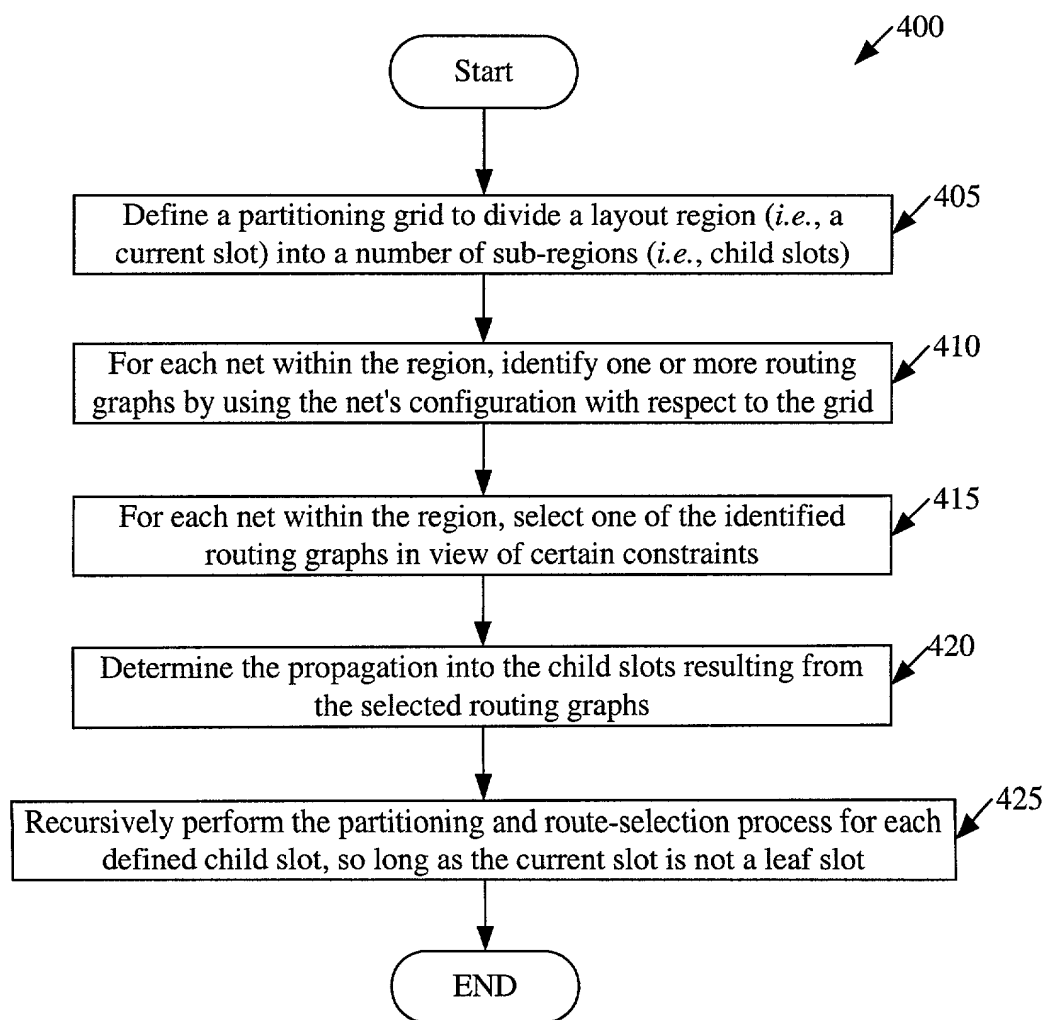 400
Start
405
Define a partitioning grid to divide a layout region (i.e., a
current slot) into a number of sub-regions (i.e., child slots)
410
For each net within the region, identify one or more routing
graphs by using the net's configuration with respect to the grid
415
For each net within the region, select one of the identified
routing graphs in view of certain constraints
420
Determine the propagation into the child slots resulting from
the selected routing graphs
425
Recursively perform the partitioning and route-selection process for each
defined child slot, so long as the current slot is not a leaf slot
END